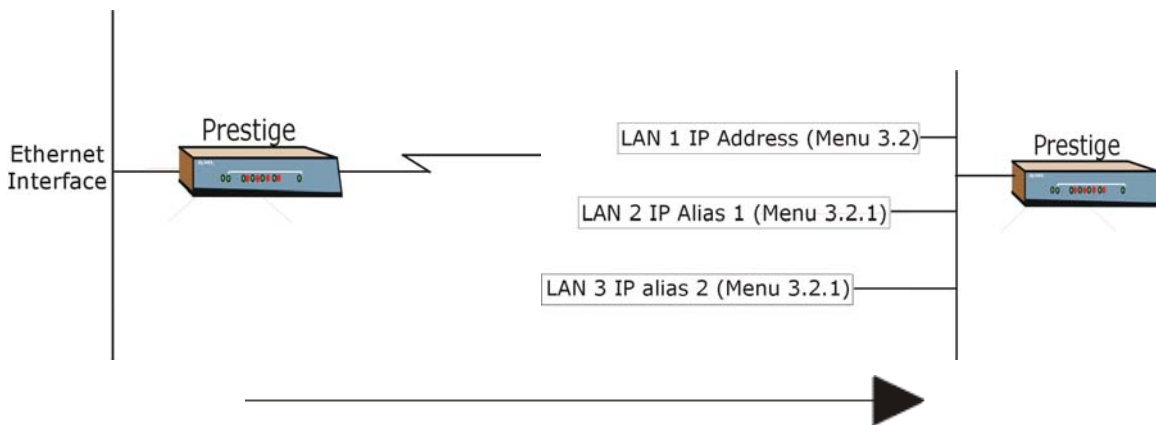 Prestige
Ethernet
Interface
LAN 1 IP Address (Menu 3.2)
LAN 2 IP Alias 1 (Menu 3.2.1)
LAN 3 IP alias 2 (Menu 3.2.1)
Prestige